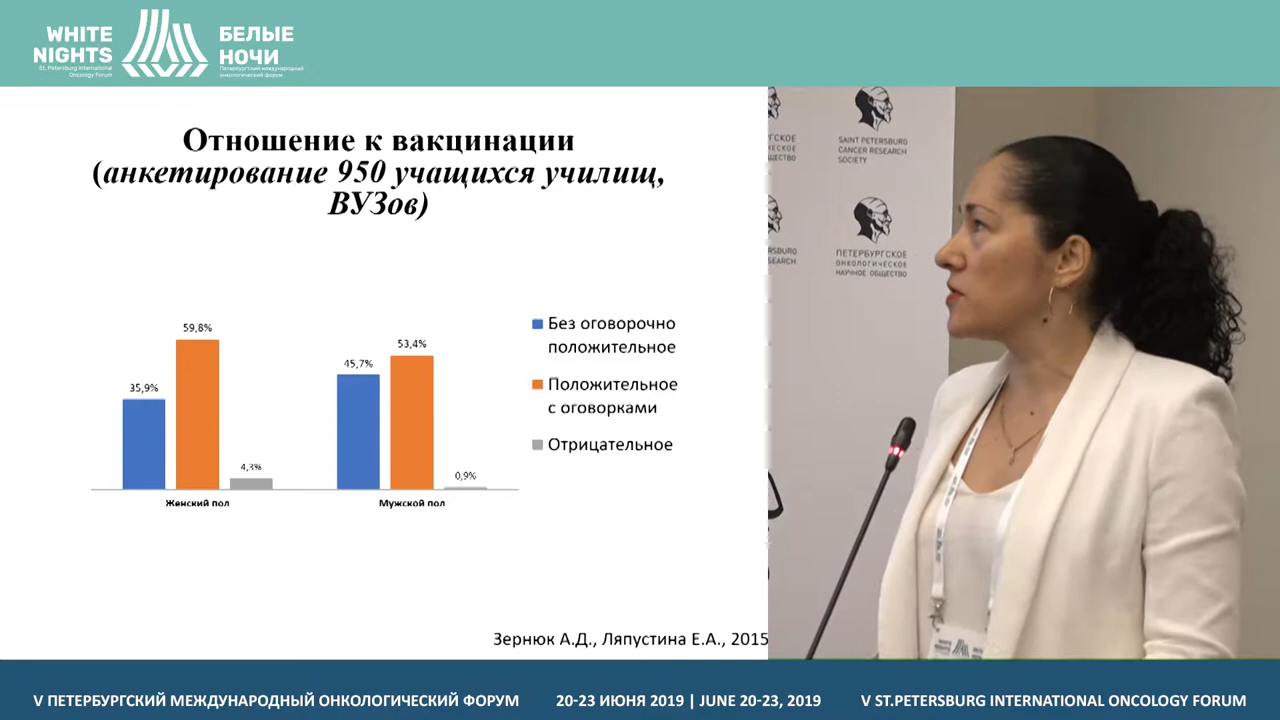 WHITE
NIGHTS
St. Petersburg International
Oncology Forum
БЕЛЫЕ
НОЧИ
Петербургский международный
онкологический форум
Отношение к вакцинации
(анкетирование 950 учащихся училищ,
ВУЗов)
59,8%
35,9%
4,3%
53,4%
45,7%
0,9%
Женский пол
Мужской пол
Без оговорочно
положительное
Положительное
с оговорками
Отрицательное
Зернюк А.Д., Ляпустина Е.А., 2015
SAINT PETERSBURG
CANCER RESEARCH
SOCIETY
ПЕТЕРБУРГСКОЕ
ОНКОЛОГИЧЕСКОЕ
НАУЧНОЕ ОБЩЕСТВО
V ПЕТЕРБУРГСКИЙ МЕЖДУНАРОДНЫЙ ОНКОЛОГИЧЕСКИЙ ФОРУМ
20-23 ИЮНЯ 2019 | JUNE 20-23, 2019
V ST.PETERSBURG INTERNATIONAL ONCOLOGY FORUM